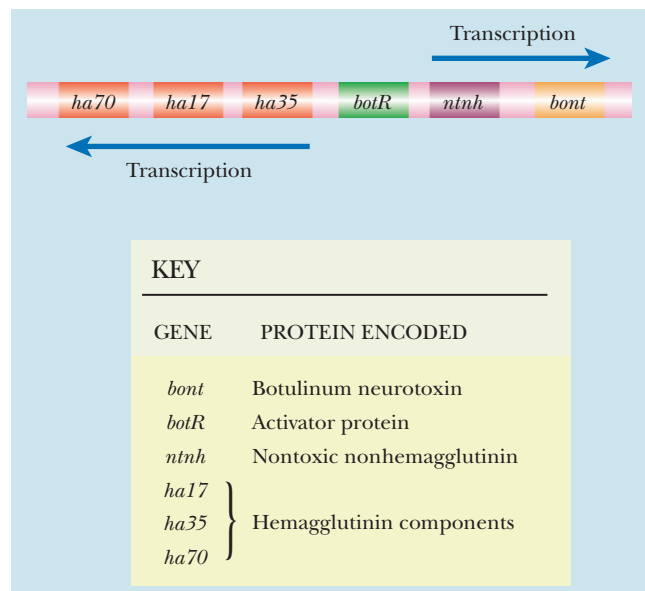 Transcription
ha70 ha17 ha35 botR ntnh bont
Transcription
KEY
GENE PROTEIN ENCODED
bont Botulinum neurotoxin
botR Activator protein
ntnh Nontoxic nonhemagglutinin
ha17
ha35 Hemagglutinin components
ha70